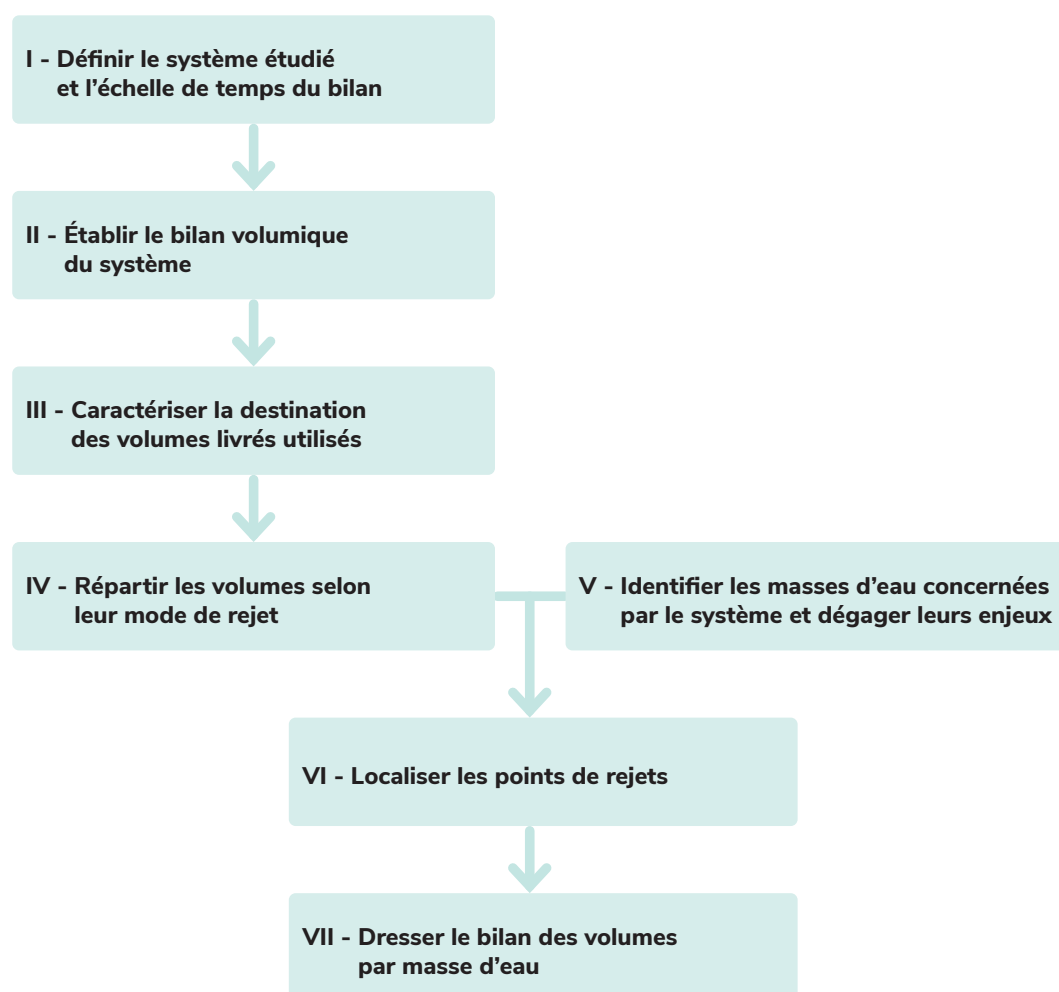 I - Définir le système étudié
et l’échelle de temps du bilan
II - Établir le bilan volumique
du système
III - Caractériser la destination
des volumes livrés utilisés
IV - Répartir les volumes selon
leur mode de rejet
V - Identifier les masses d’eau concernées
par le système et dégager leurs enjeux
VI - Localiser les points de rejets
VII - Dresser le bilan des volumes
par masse d’eau